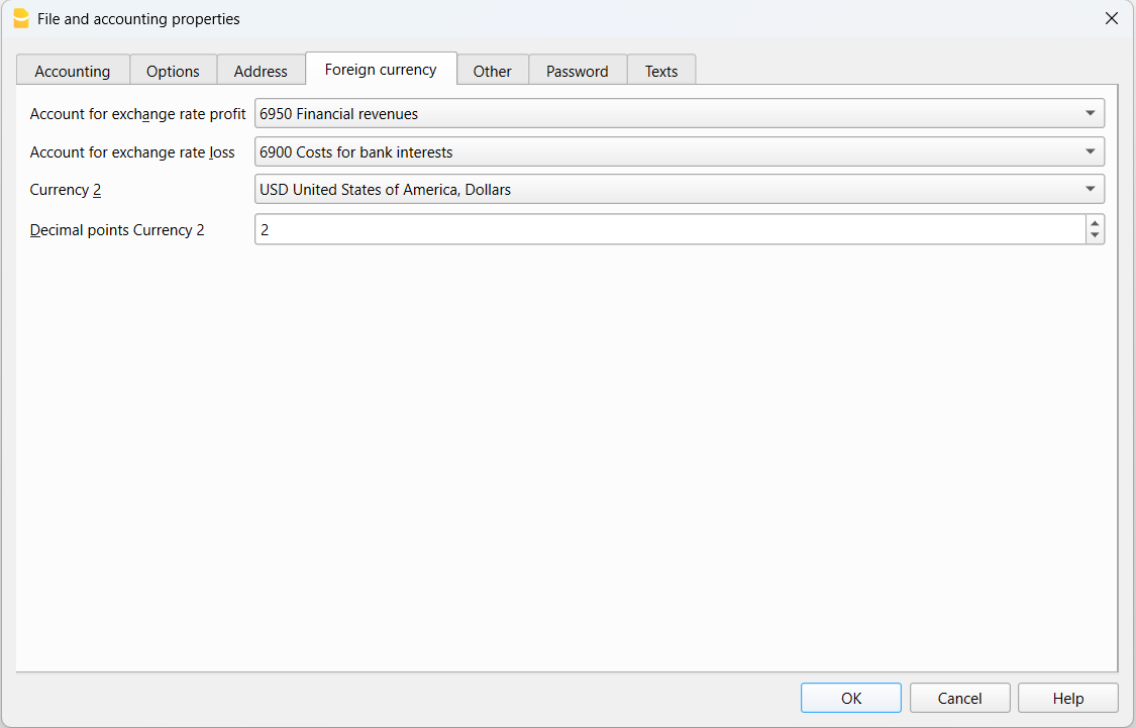 File and accounting properties
Accounting Options Address Foreign currency Other Password Texts
Account for exchange rate profit 6950 Financial revenues
Account for exchange rate loss 6900 Costs for bank interests
Currency 2 USD United States of America, Dollars
Decimal points Currency 2 2
OK Cancel Help